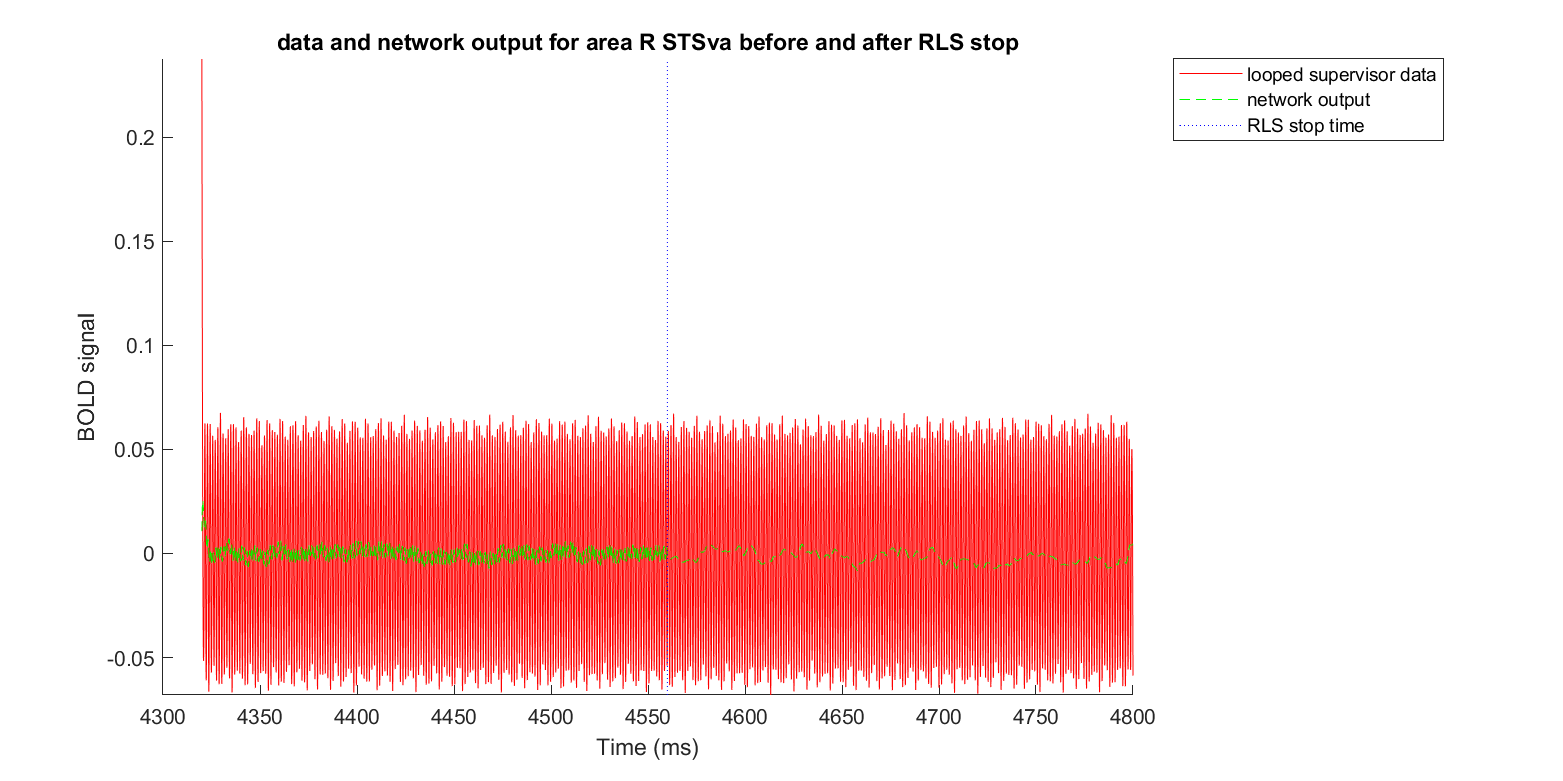 data and network output for area R STSva before and after RLS stop
looped supervisor data
network output
RLS stop time
0.2
0.15
0.1
0.05
0
-0.05
BOLD signal
4300 4350 4400 4450 4500 4550 4600 4650 4700 4750 4800
Time (ms)